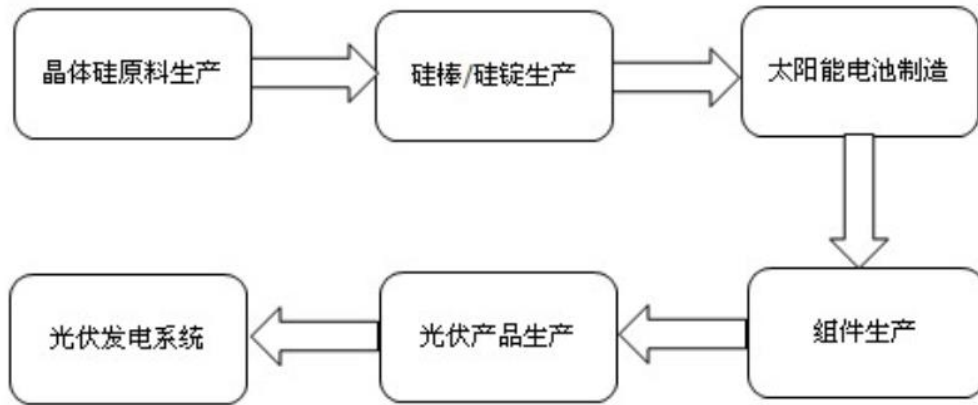 晶体硅原料生产
硅棒/硅锭生产
太阳能电池制造
组件生产
光伏产品生产
光伏发电系统